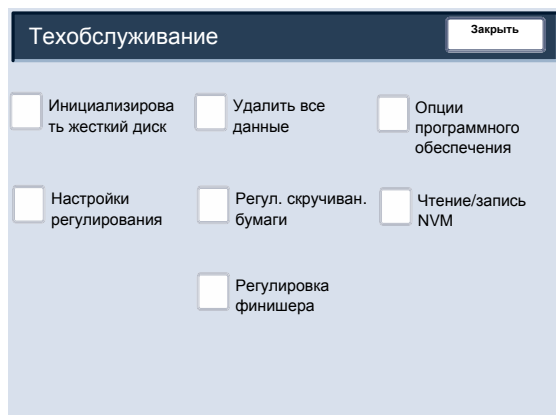 Техобслуживание
Закрыть
Инициализирова
ть жесткий диск
Удалить все
данные
Опции
программного
обеспечения
Настройки
регулирования
Регул. скручиван.
бумаги
Чтение/запись
NVM
Регулировка
финишера